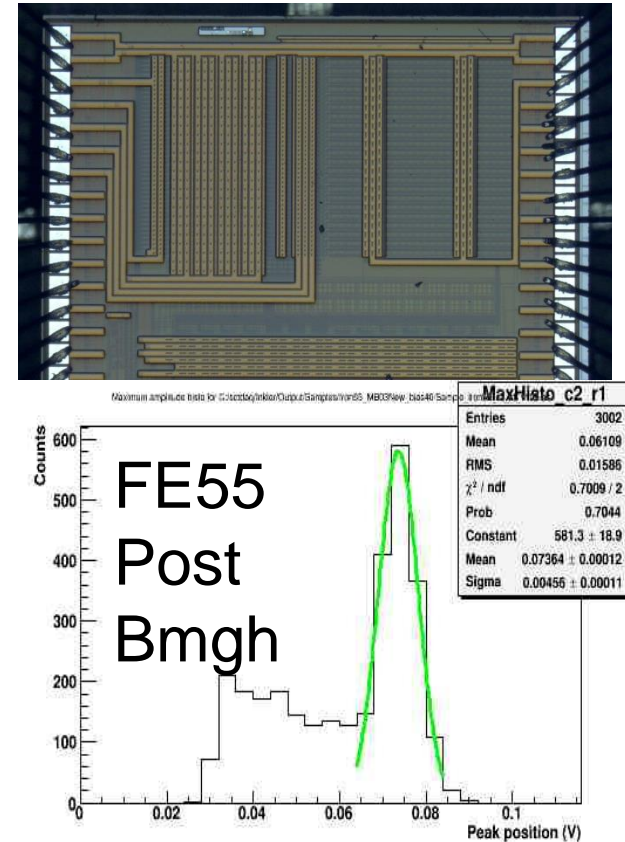 Maximum amplitude histo for
MaxHisto_c2_r1
Entries 3002
Mean 0.06109
RMS 0.01586
χ² / ndf 0.7009 / 2
Prob 0.7044
Constant 581.3 ± 18.9
Mean 0.07364 ± 0.00012
Sigma 0.00456 ± 0.00011
Counts
600
500
400
300
200
100
0
FE55
Post
Bmgh
0 0.02 0.04 0.06 0.08 0.1
Peak position (V)